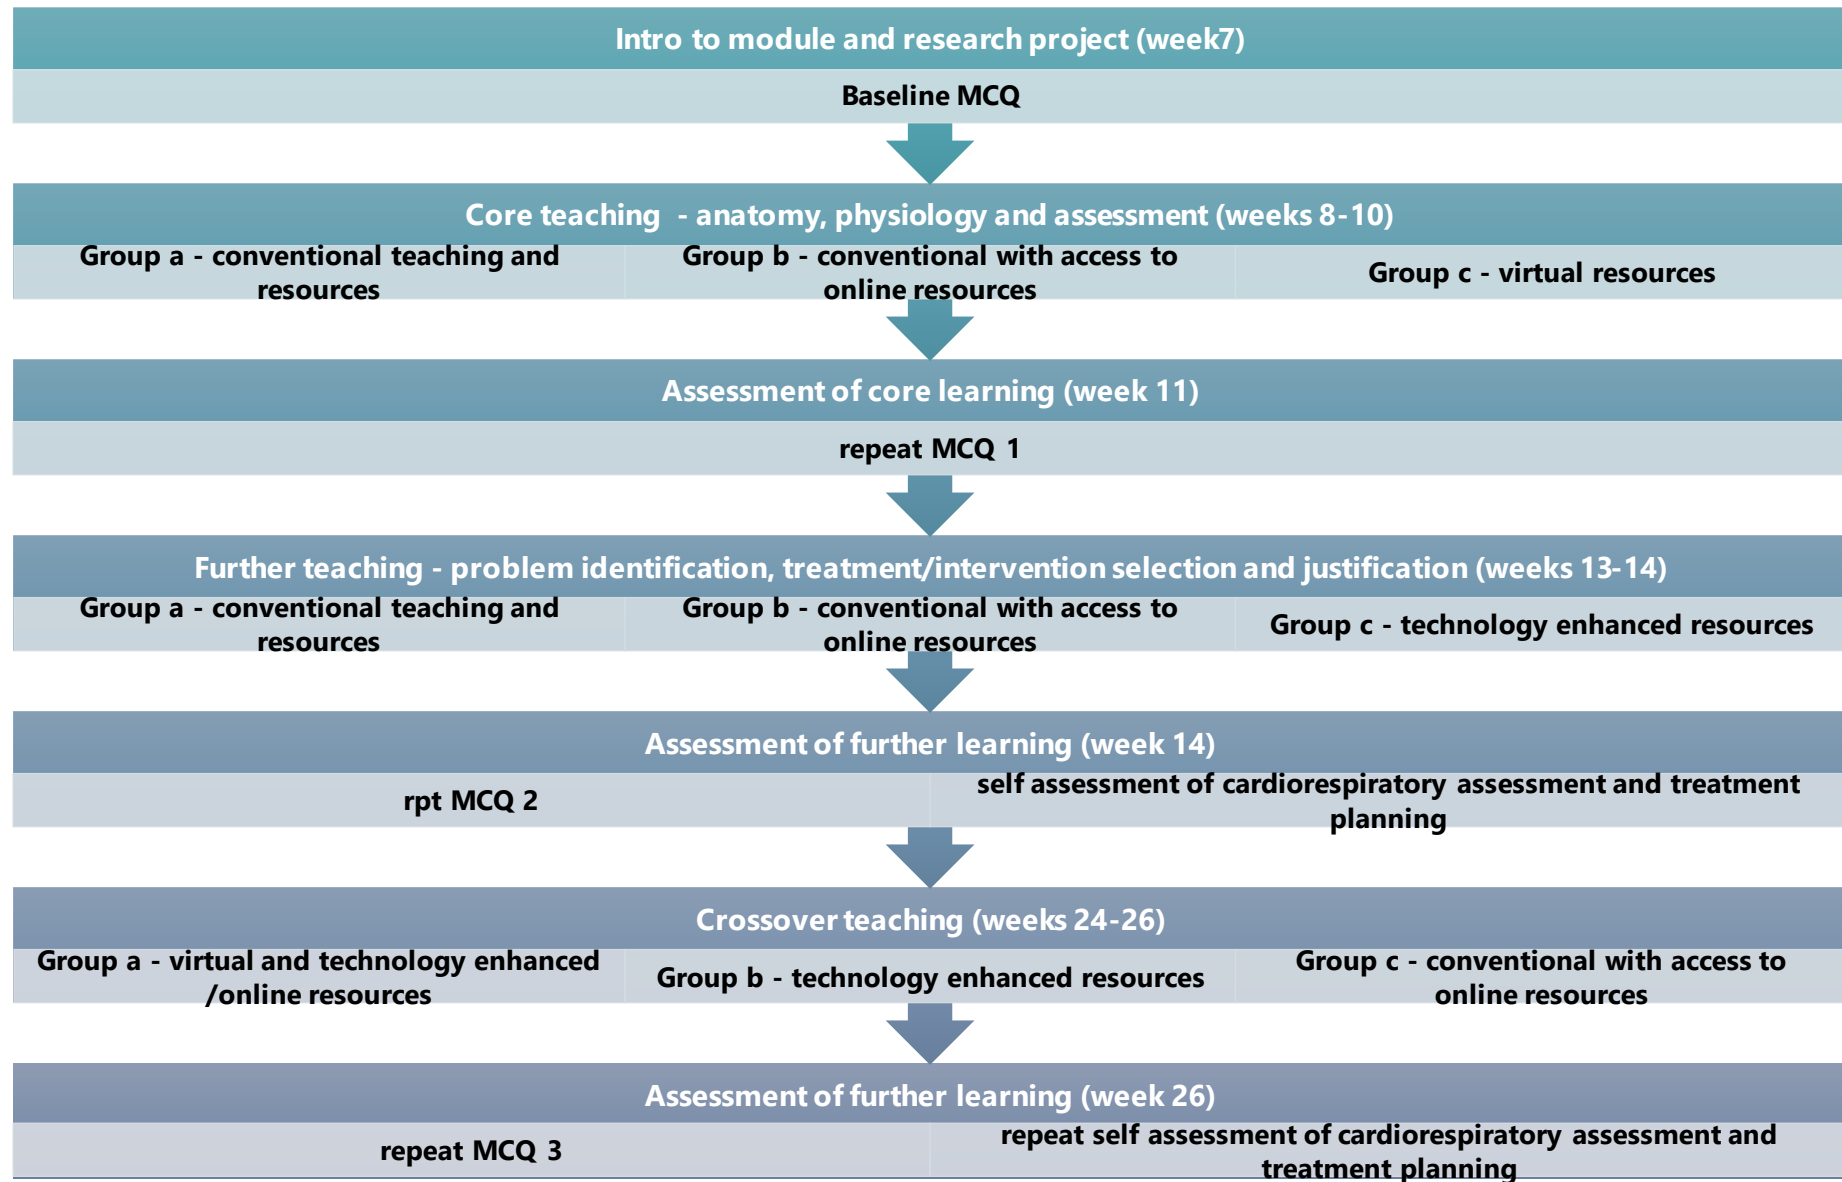 Intro to module and research project (week7)
Baseline MCQ
Core teaching - anatomy, physiology and assessment (weeks 8-10)
Group a - conventional teaching and
resources
Group b - conventional with access to
online resources
Group c - virtual resources
Assessment of core learning (week 11)
repeat MCQ 1
Further teaching - problem identification, treatment/intervention selection and justification (weeks 13-14)
Group a - conventional teaching and
resources
Group b - conventional with access to
online resources
Group c - technology enhanced resources
Assessment of further learning (week 14)
rpt MCQ 2
self assessment of cardiorespiratory assessment and treatment
planning
Crossover teaching (weeks 24-26)
Group a - virtual and technology enhanced
/online resources
Group b - technology enhanced resources
Group c - conventional with access to
online resources
Assessment of further learning (week 26)
repeat MCQ 3
repeat self assessment of cardiorespiratory assessment and
treatment planning